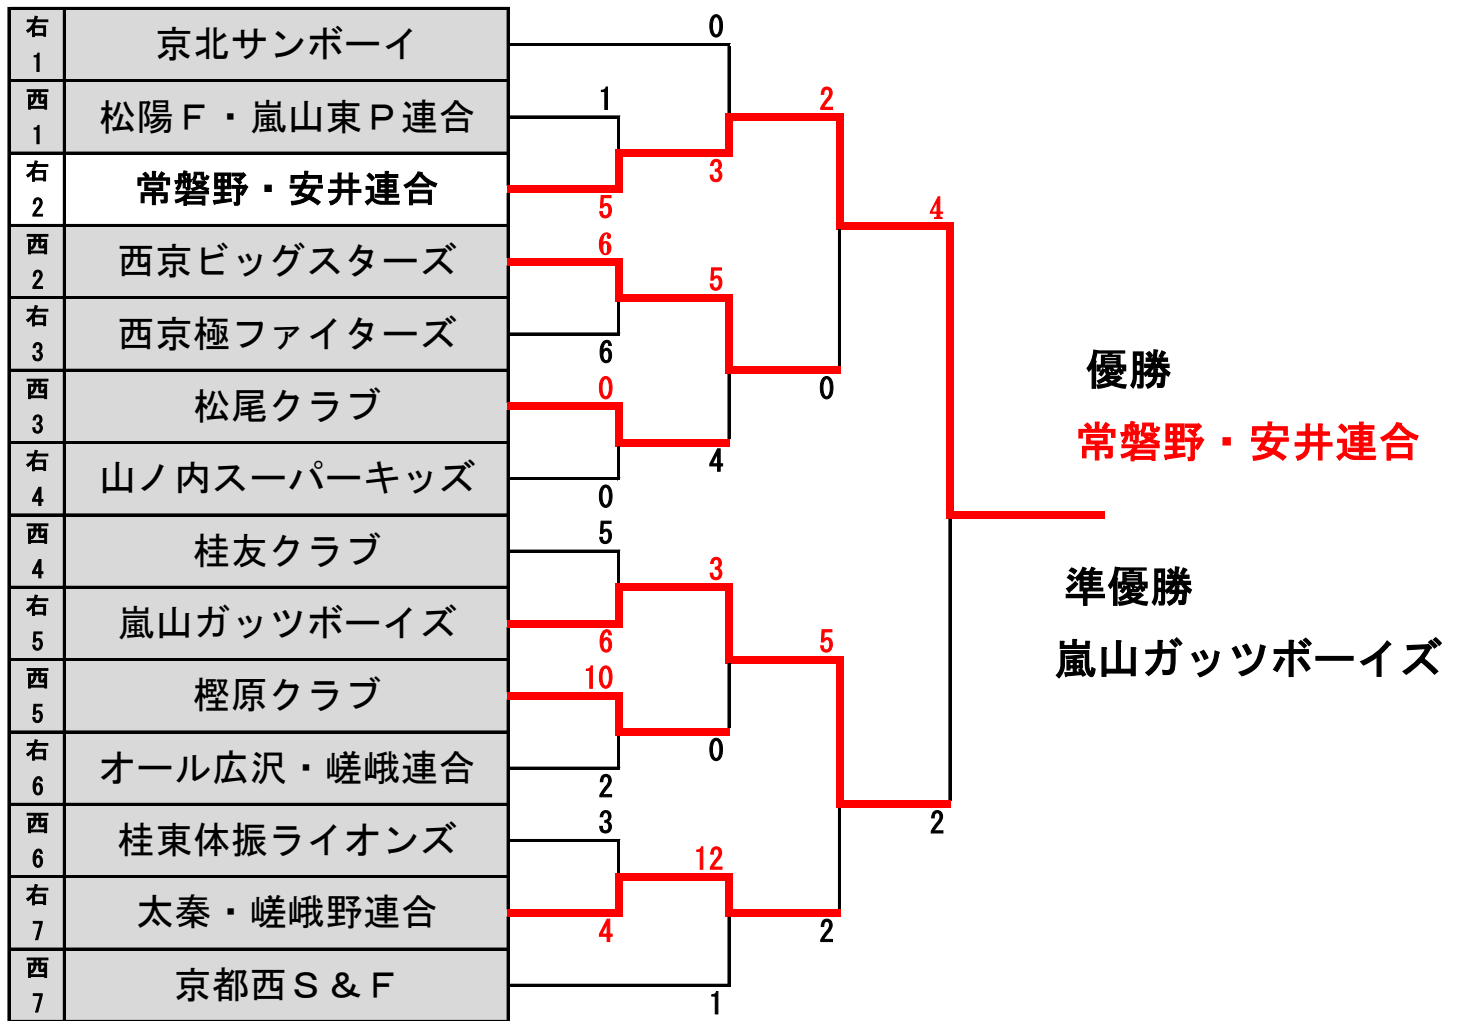 右1 京北サンボーイ 0
西1 松陽F・嵐山東P連合 1
右2 常磐野・安井連合 5
西2 西京ビッグスターズ 6
右3 西京極ファイターズ 6
西3 松尾クラブ 0
右4 山ノ内スーパーキッズ 0
西4 桂友クラブ 5
右5 嵐山ガッツボーイズ 6
西5 樫原クラブ 10
右6 オール広沢・嵯峨連合 2
西6 桂東体振ライオンズ 3
右7 太秦・嵯峨野連合 4
西7 京都西S&F 1
3
5
4
3
0
12
2
0
5
2
4
2
優勝
常磐野・安井連合
準優勝
嵐山ガッツボーイズ